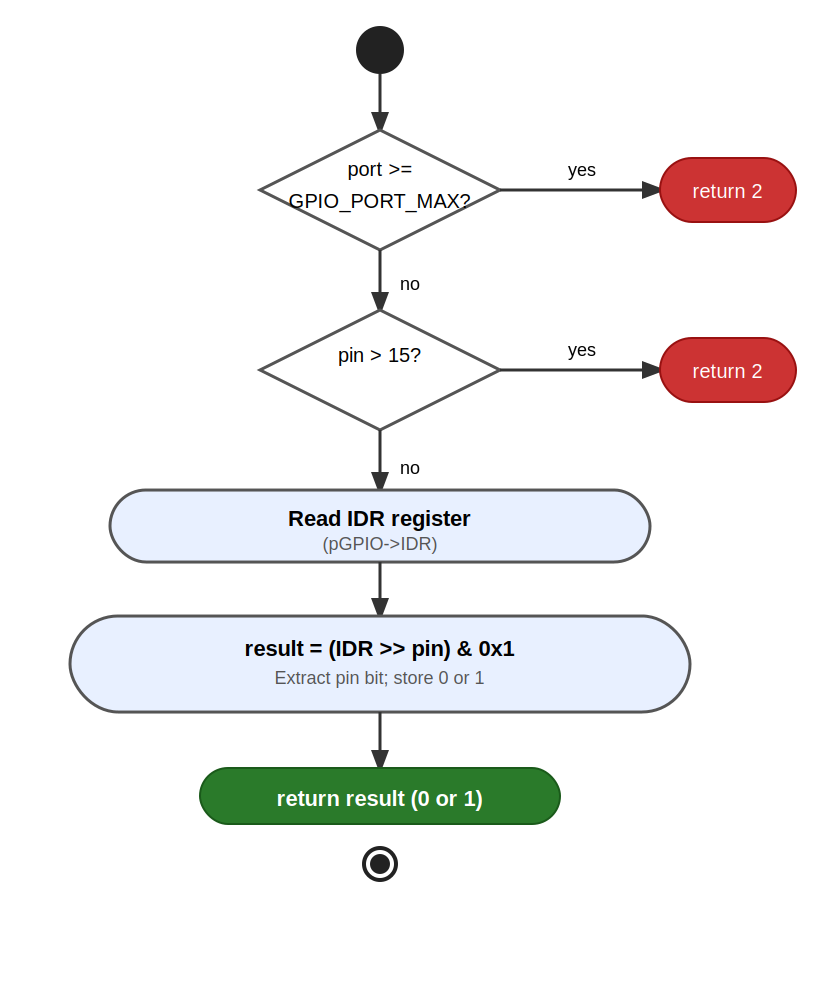 port >=
GPIO_PORT_MAX?
yes
return 2
no
pin > 15?
yes
return 2
no
Read IDR register
(pGPIO->IDR)
result = (IDR >> pin) & 0x1
Extract pin bit; store 0 or 1
return result (0 or 1)